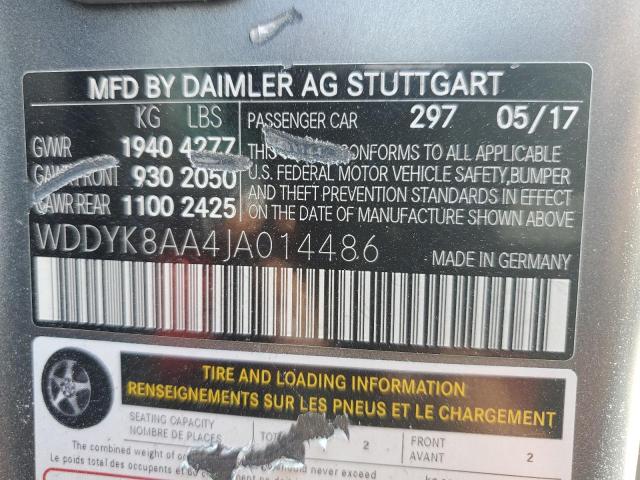 MFD BY DAIMLER AG STUTTGART
KG LBS PASSENGER CAR 297 05/17
GVWR 1940 4277 THIS CONFORMS TO ALL APPLICABLE
GAWR FRONT 930 2050 U.S. FEDERAL MOTOR VEHICLE SAFETY,BUMPER
GAWR REAR 1100 2425 AND THEFT PREVENTION STANDARDS IN EFFECT
ON THE DATE OF MANUFACTURE SHOWN ABOVE
WDDYK8AA4JA014486 MADE IN GERMANY
TIRE AND LOADING INFORMATION
RENSEIGNEMENTS SUR LES PNEUS ET LE CHARGEMENT
SEATING CAPACITY
NOMBRE DE PLACES 2 FRONT AVANT 2
The combined weight of never exceed
Le poids total des occupants et du